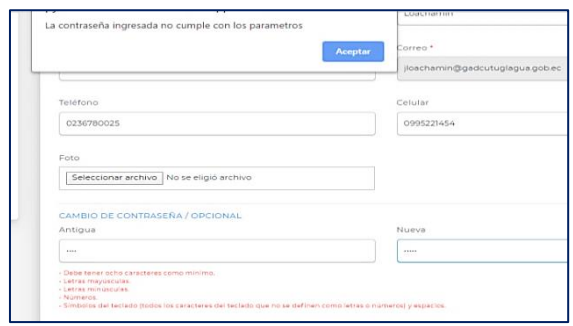 La contraseña ingresada no cumple con los parametros
Aceptar
Loachamin
Correo *
jloachamin@gadcutuglagua.gob.ec
Teléfono
Celular
0236780025
0995221454
Foto
Seleccionar archivo No se eligió archivo
CAMBIO DE CONTRASEÑA / OPCIONAL
Antigua
Nueva
- Debe tener ocho caracteres como mínimo.
- Letras mayúsculas.
- Letras minúsculas.
- Números.
- Símbolos del teclado (todos los caracteres del teclado que no se definen como letras o números) y espacios.